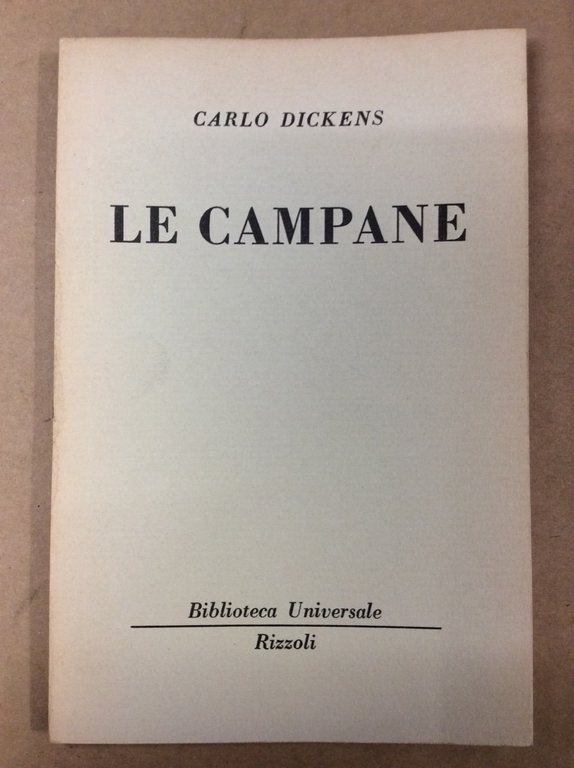 CARLO DICKENS
LE CAMPANE
Biblioteca Universale
Rizzoli